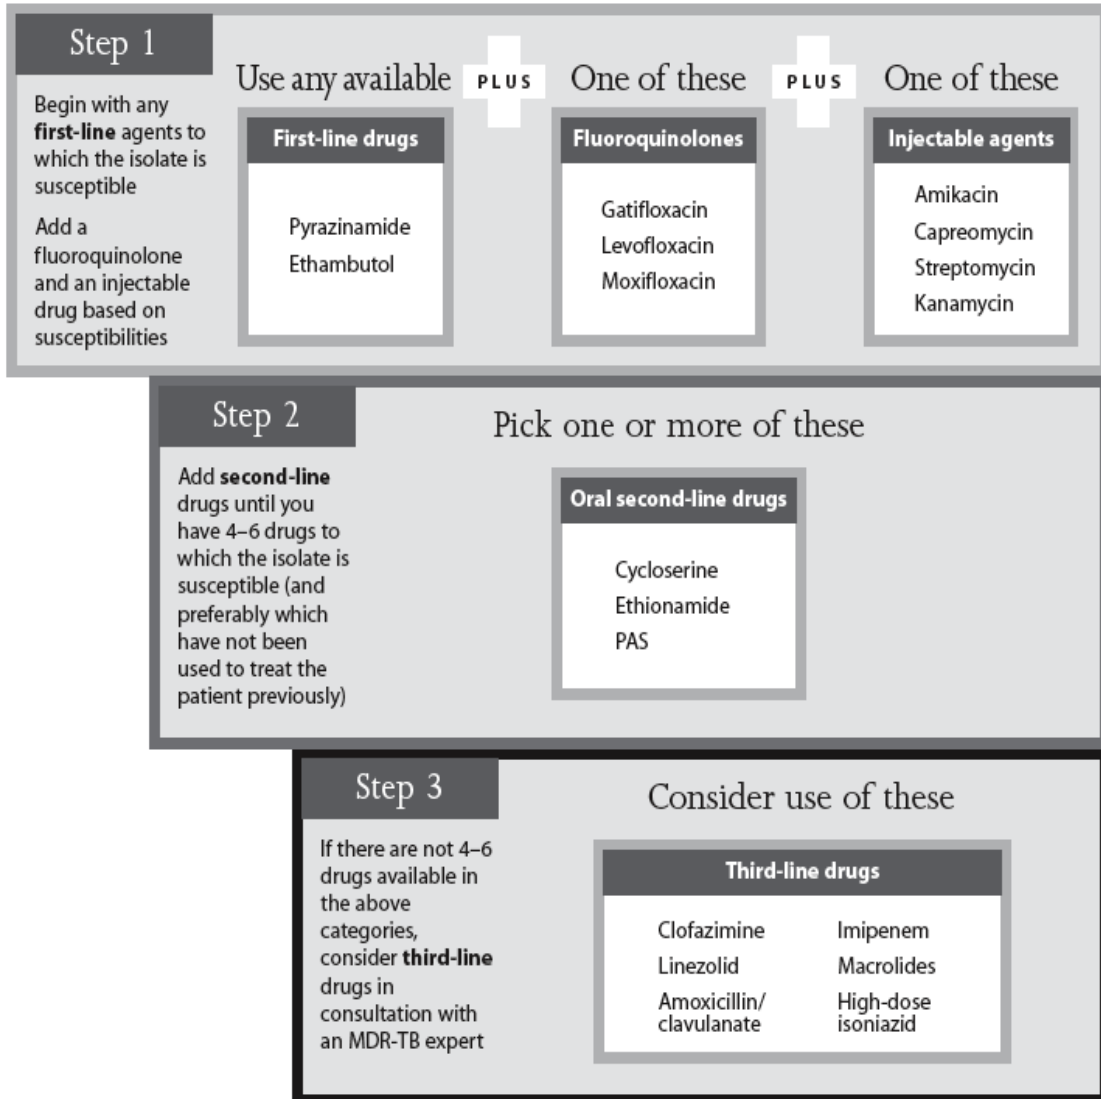 Step 1
Begin with any
first-line agents to
which the isolate is
susceptible
Add a
fluoroquinolone
and an injectable
drug based on
susceptibilities
Use any available
PLUS
One of these
PLUS
One of these
First-line drugs
Pyrazinamide
Ethambutol
Fluoroquinolones
Gatifloxacin
Levofloxacin
Moxifloxacin
Injectable agents
Amikacin
Capreomycin
Streptomycin
Kanamycin
Step 2
Add second-line
drugs until you
have 4–6 drugs to
which the isolate is
susceptible (and
preferably which
have not been
used to treat the
patient previously)
Pick one or more of these
Oral second-line drugs
Cycloserine
Ethionamide
PAS
Step 3
If there are not 4–6
drugs available in
the above
categories,
consider third-line
drugs in
consultation with
an MDR-TB expert
Consider use of these
Third-line drugs
Clofazimine
Linezolid
Amoxicillin/
clavulanate
Imipenem
Macrolides
High-dose
isoniazid